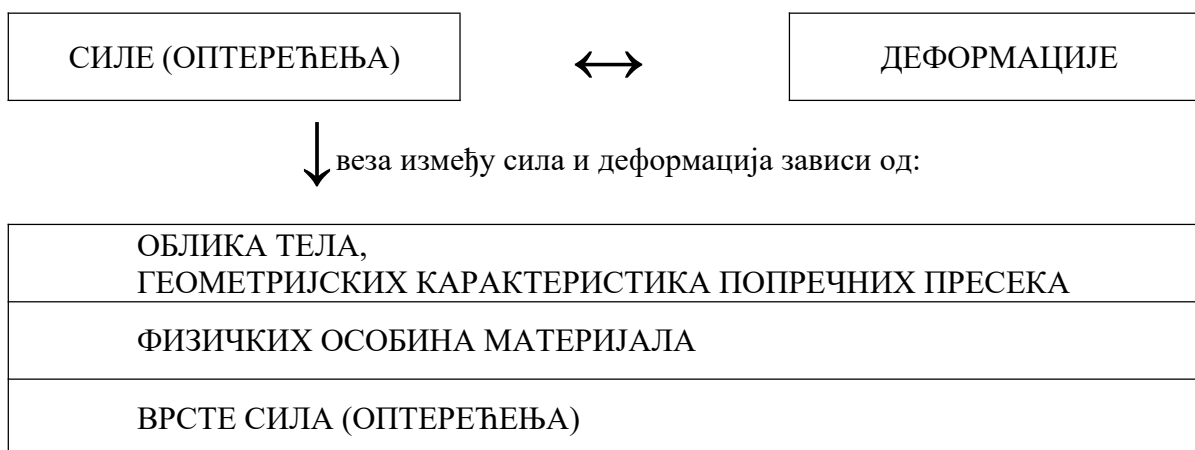 СИЛЕ (ОПТЕРЕЋЕЊА)
ДЕФОРМАЦИЈЕ
веза између сила и деформација зависи од:
ОБЛИКА ТЕЛА,
ГЕОМЕТРИЈСКИХ КАРАКТЕРИСТИКА ПОПРЕЧНИХ ПРЕСЕКА
ФИЗИЧКИХ ОСОБИНА МАТЕРИЈАЛА
ВРСТЕ СИЛА (ОПТЕРЕЋЕЊА)